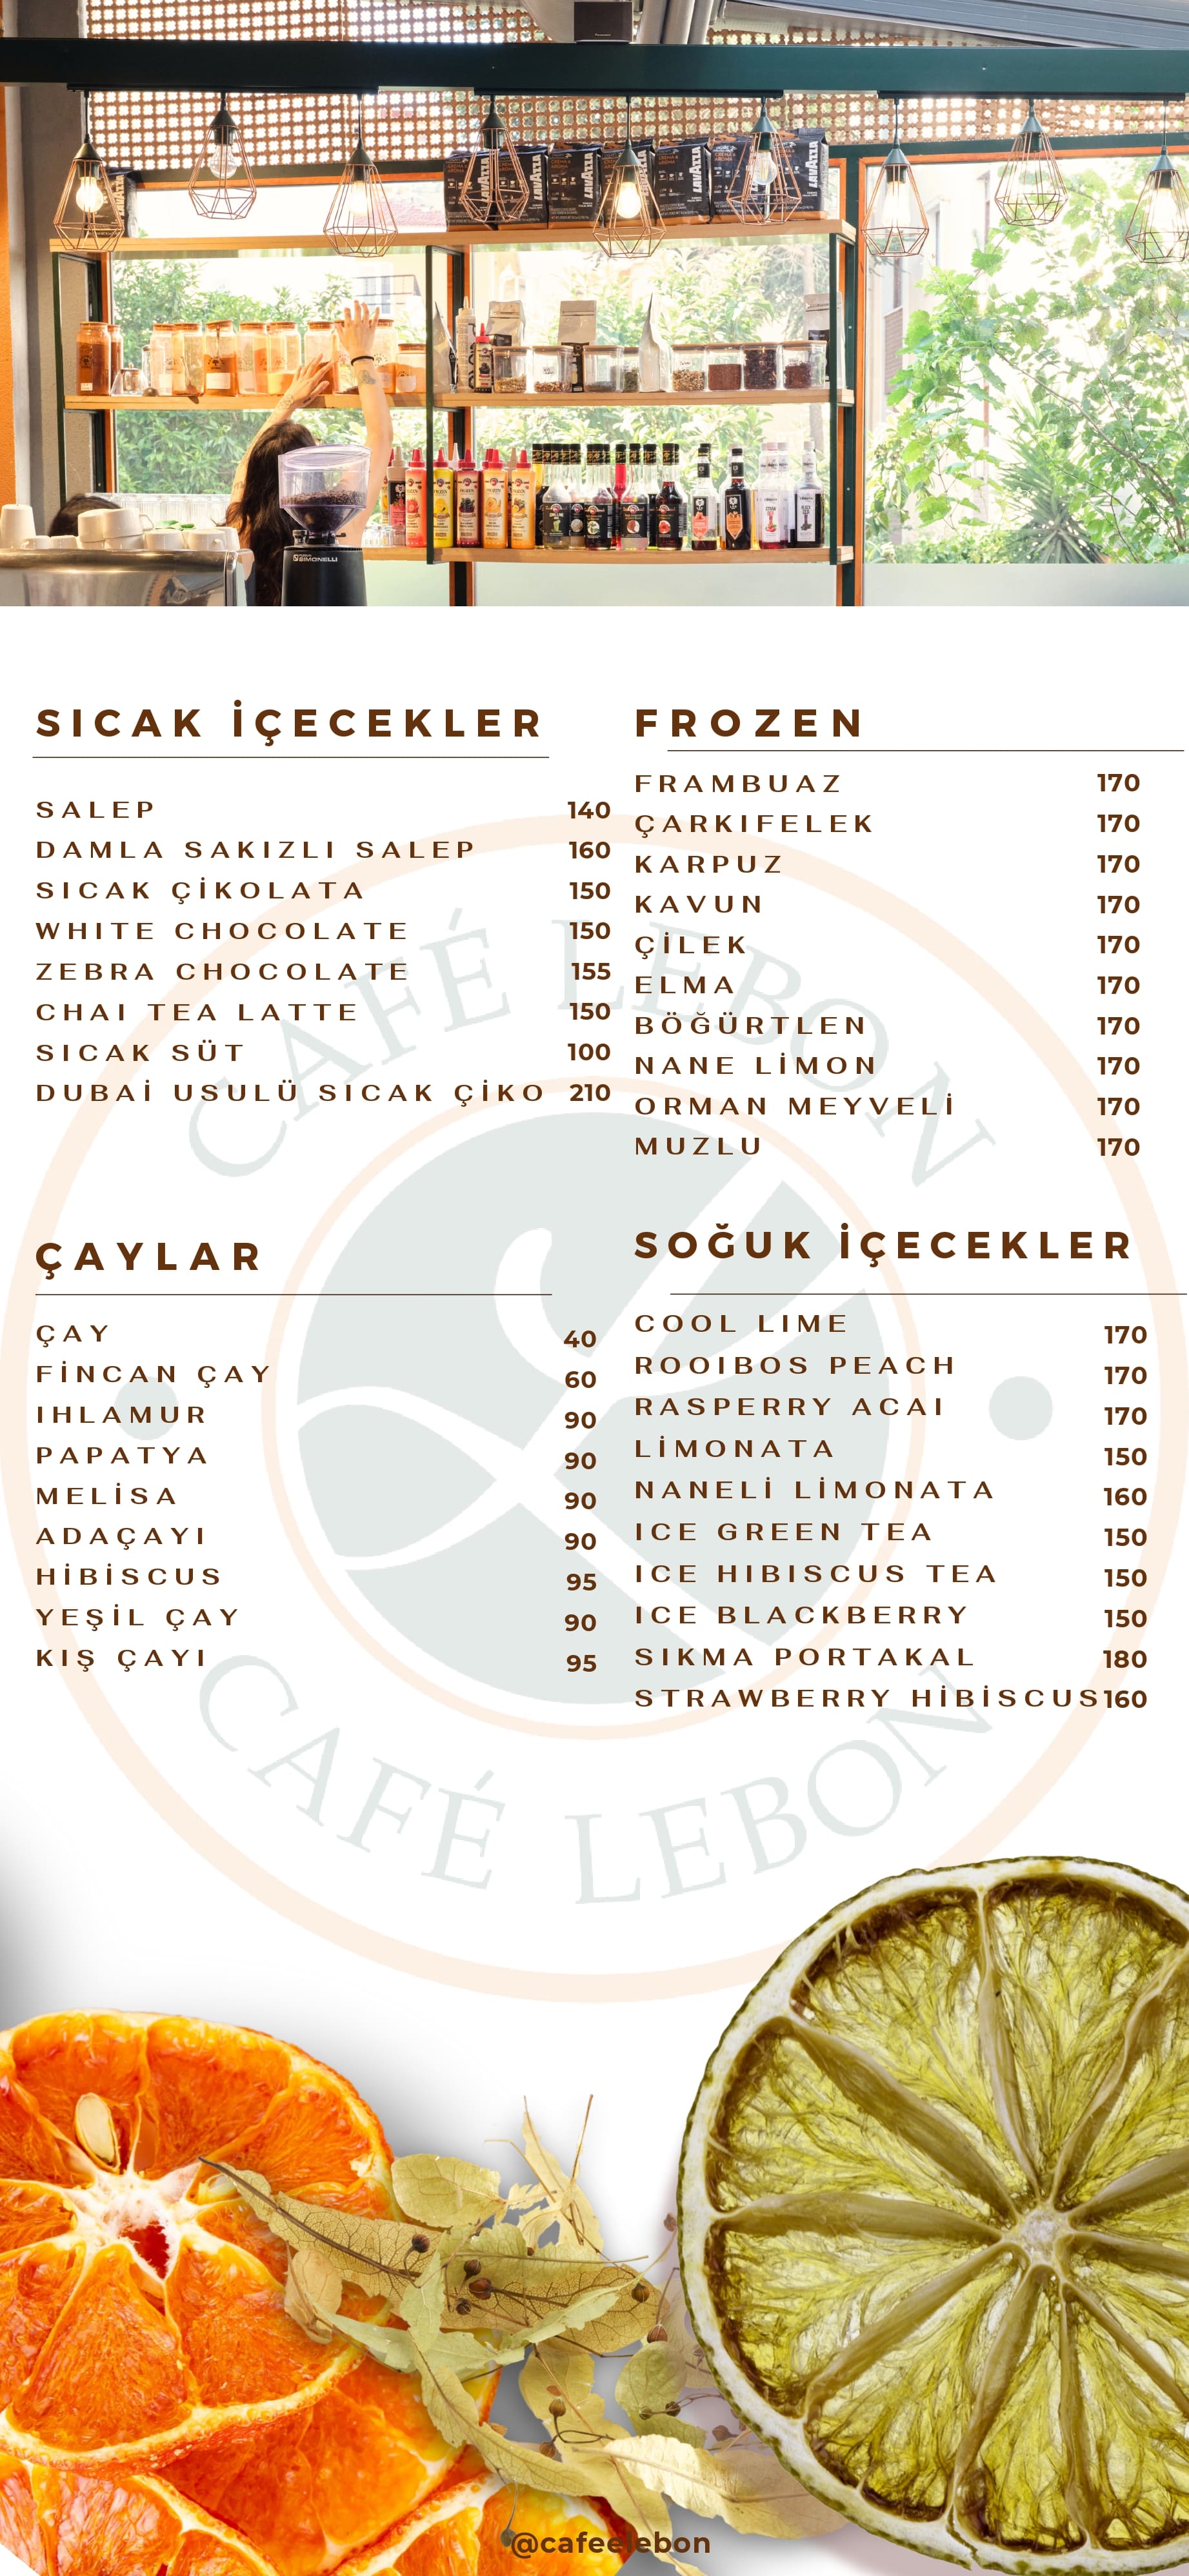 LAVAZZA
LAVAZZA
LAVAZZA
LAVAZZA
SIMONELLI
SICAK İÇECEKLER
SALEP 140
DAMLA SAKIZLI SALEP 160
SICAK ÇİKOLATA 150
WHITE CHOCOLATE 150
ZEBRA CHOCOLATE 155
CHAI TEA LATTE 150
SICAK SÜT 100
DUBAİ USULÜ SICAK ÇİKO 210
FROZEN
FRAMBUAZ 170
ÇARKIFELEK 170
KARPUZ 170
KAVUN 170
ÇİLEK 170
ELMA 170
BÖĞÜRTLEN 170
NANE LİMON 170
ORMAN MEYVELİ 170
MUZLU 170
ÇAYLAR
ÇAY 40
FİNCAN ÇAY 60
IHLAMUR 90
PAPATYA 90
MELİSA 90
ADAÇAYI 90
HİBİSCUS 95
YEŞİL ÇAY 90
KIŞ ÇAYI 95
SOĞUK İÇECEKLER
COOL LIME 170
ROOIBOS PEACH 170
RASPERRY ACAI 170
LİMONATA 150
NANELİ LİMONATA 160
ICE GREEN TEA 150
ICE HIBISCUS TEA 150
ICE BLACKBERRY 150
SIKMA PORTAKAL 180
STRAWBERRY HİBİSCUS 160
CAFÉ LEBON
CAFÉ LEBON
@cafeelebon